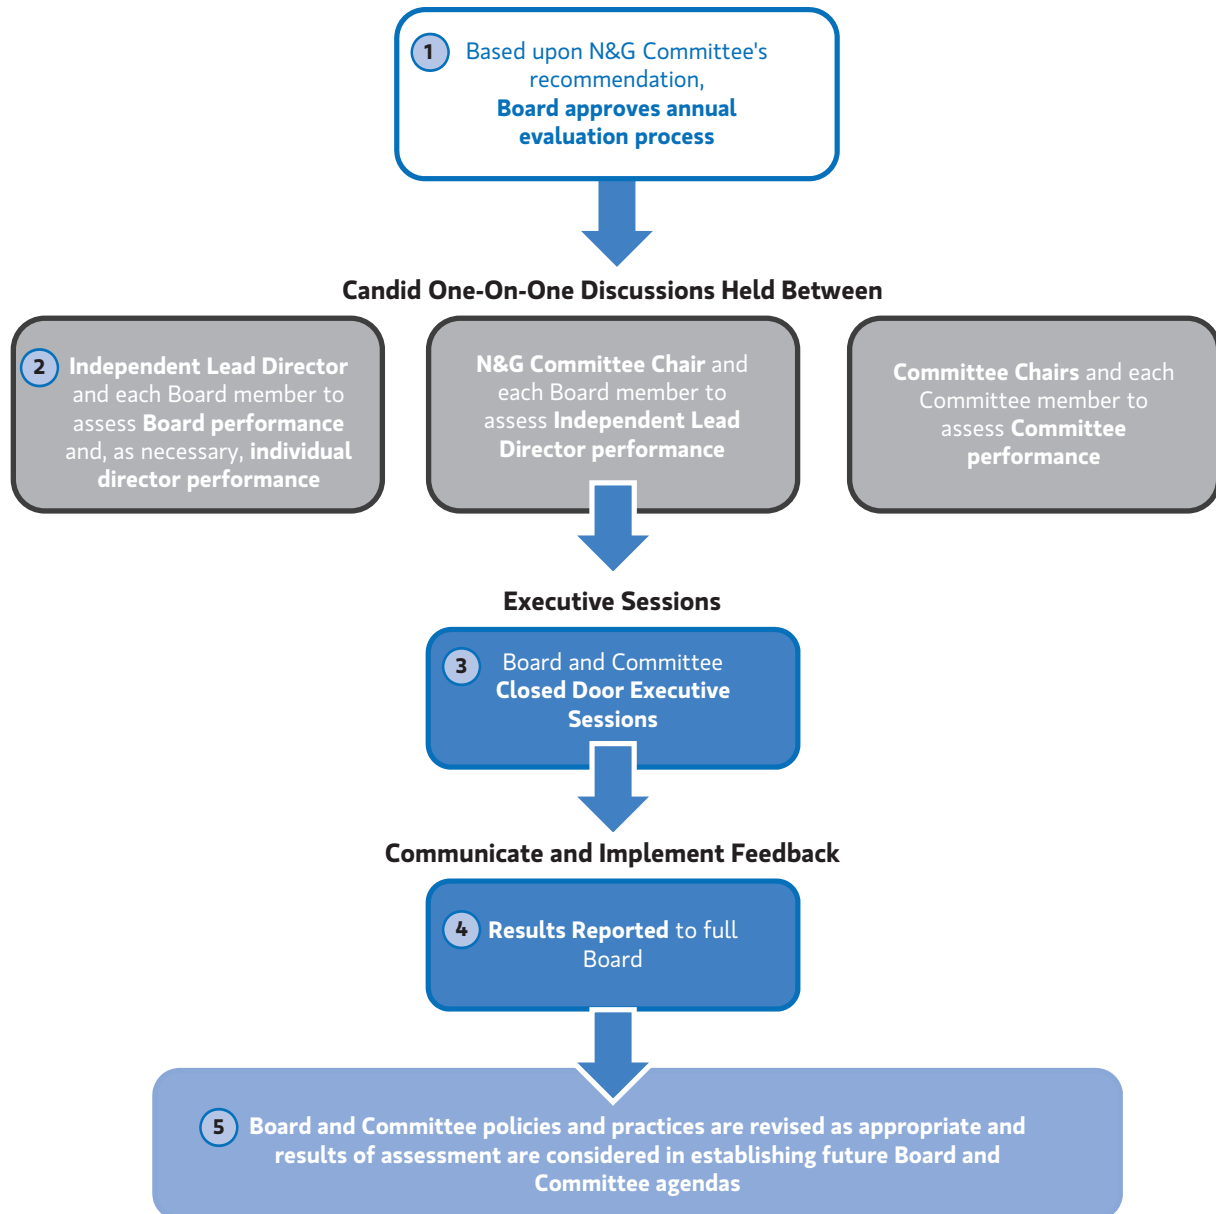 1
Based upon N&G Committee's
recommendation,
Board approves annual
evaluation process
Candid One-On-One Discussions Held Between
2
Independent Lead Director
and each Board member to
assess Board performance
and, as necessary, individual
director performance
N&G Committee Chair and
each Board member to
assess Independent Lead
Director performance
Committee Chairs and each
Committee member to
assess Committee
performance
Executive Sessions
3
Board and Committee
Closed Door Executive
Sessions
Communicate and Implement Feedback
4
Results Reported to full
Board
5
Board and Committee policies and practices are revised as appropriate and
results of assessment are considered in establishing future Board and
Committee agendas